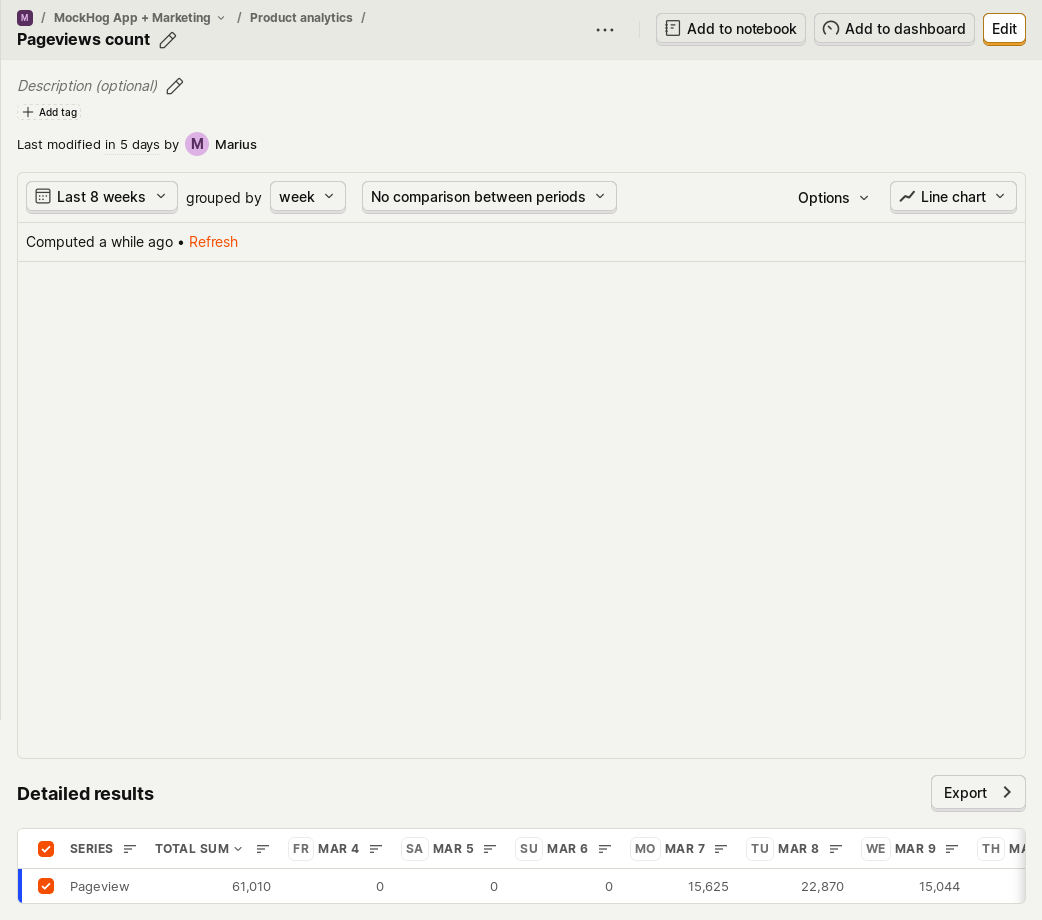 M / MockHog App + Marketing / Product analytics /
Pageviews count
Add to notebook
Add to dashboard
Edit
Description (optional)
Add tag
Last modified in 5 days by M Marius
Last 8 weeks grouped by week No comparison between periods Options Line chart
Computed a while ago • Refresh
Detailed results
Export
SERIES TOTAL SUM FR MAR 4 SA MAR 5 SU MAR 6 MO MAR 7 TU MAR 8 WE MAR 9 TH
Pageview 61,010 0 0 0 15,625 22,870 15,044